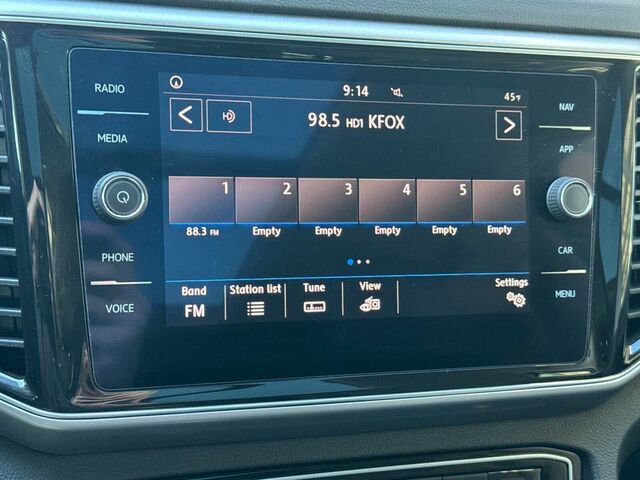 RADIO
MEDIA
PHONE
VOICE
9:14
45°F
98.5 HD1 KFOX
1 2 3 4 5 6
88.3 FM Empty Empty Empty Empty Empty
Band Station list Tune View Settings
FM
NAV
APP
CAR
MENU